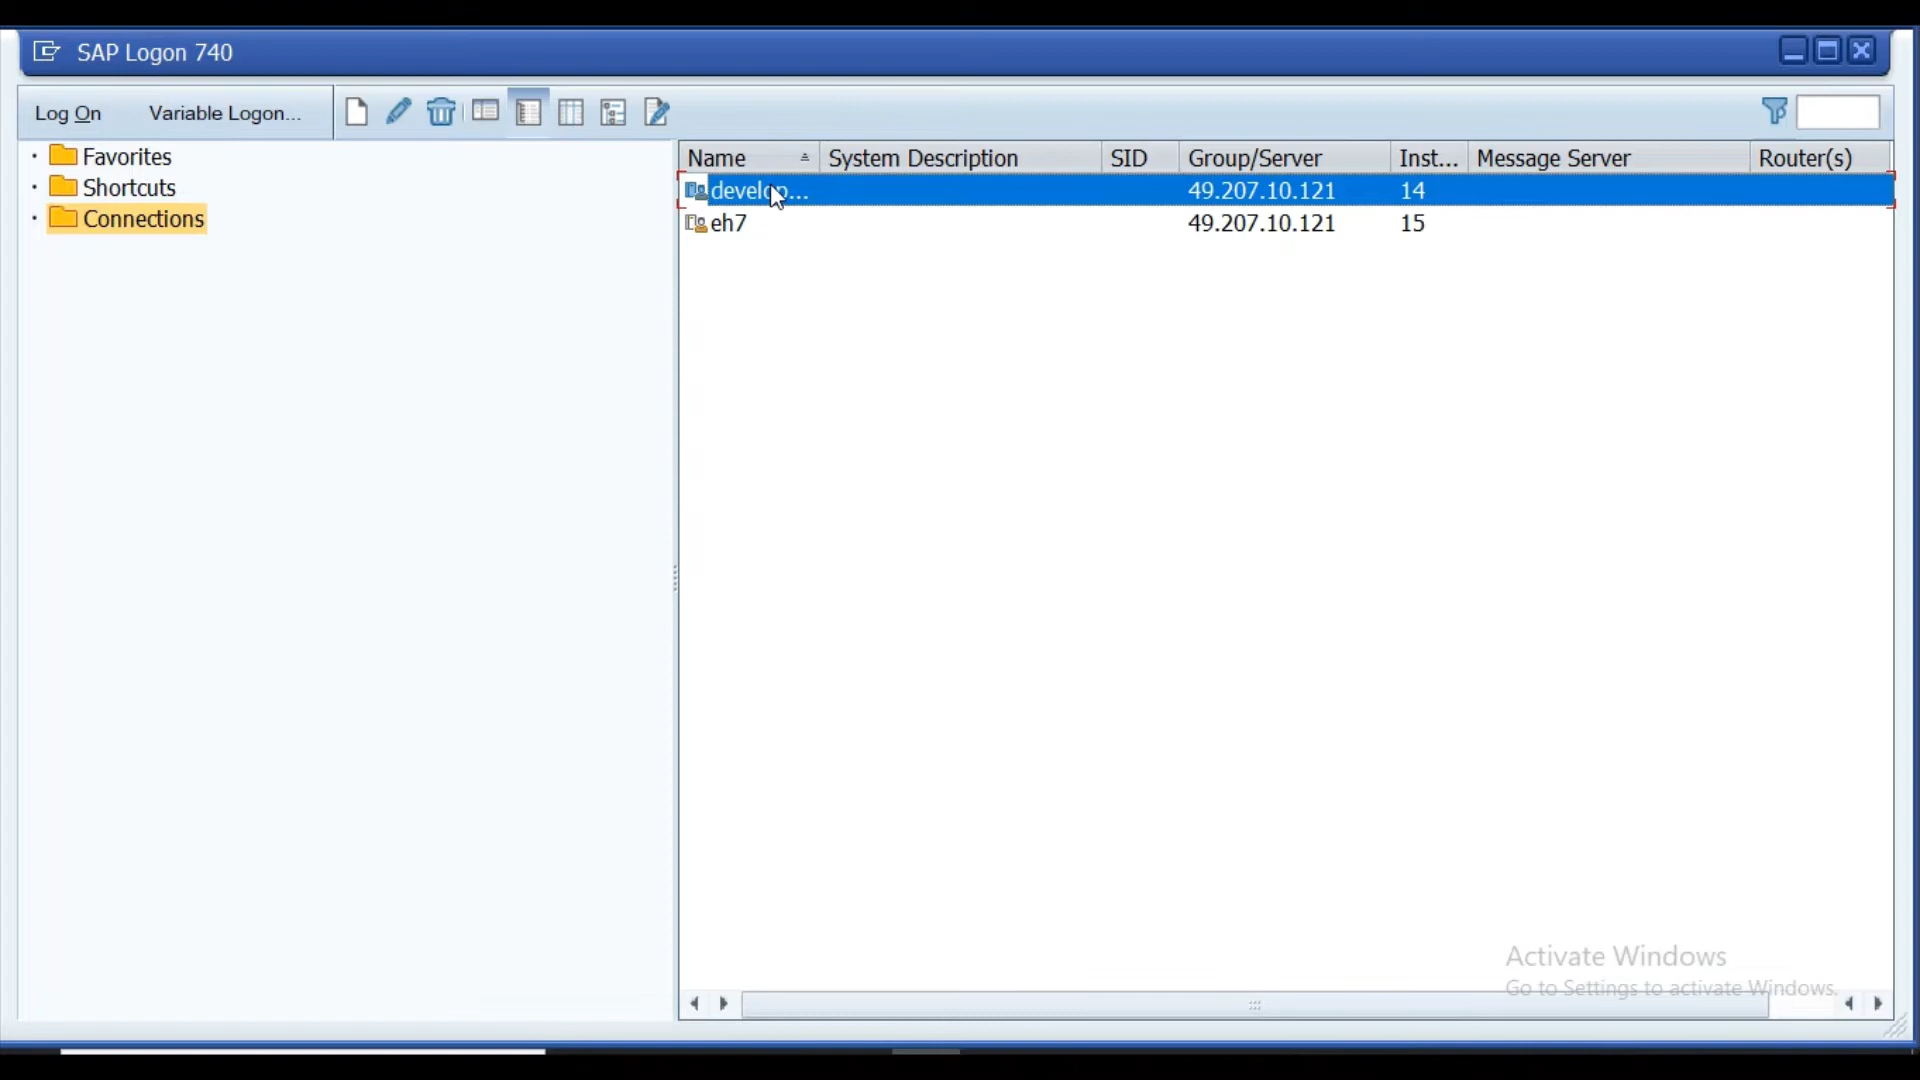 SAP Logon 740
Log On Variable Logon...
Favorites
Shortcuts
Connections
Name System Description SID Group/Server Inst... Message Server Router(s)
develop... 49.207.10.121 14
eh7 49.207.10.121 15
Activate Windows
Go to Settings to activate Windows.